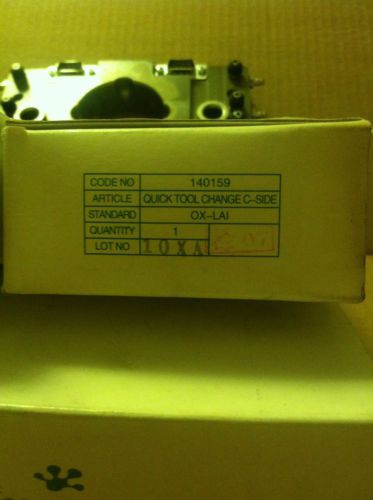 CODE NO 140159
ARTICLE QUICK TOOL CHANGE C-SIDE
STANDARD OX-LAI
QUANTITY 1
LOT NO 10XA